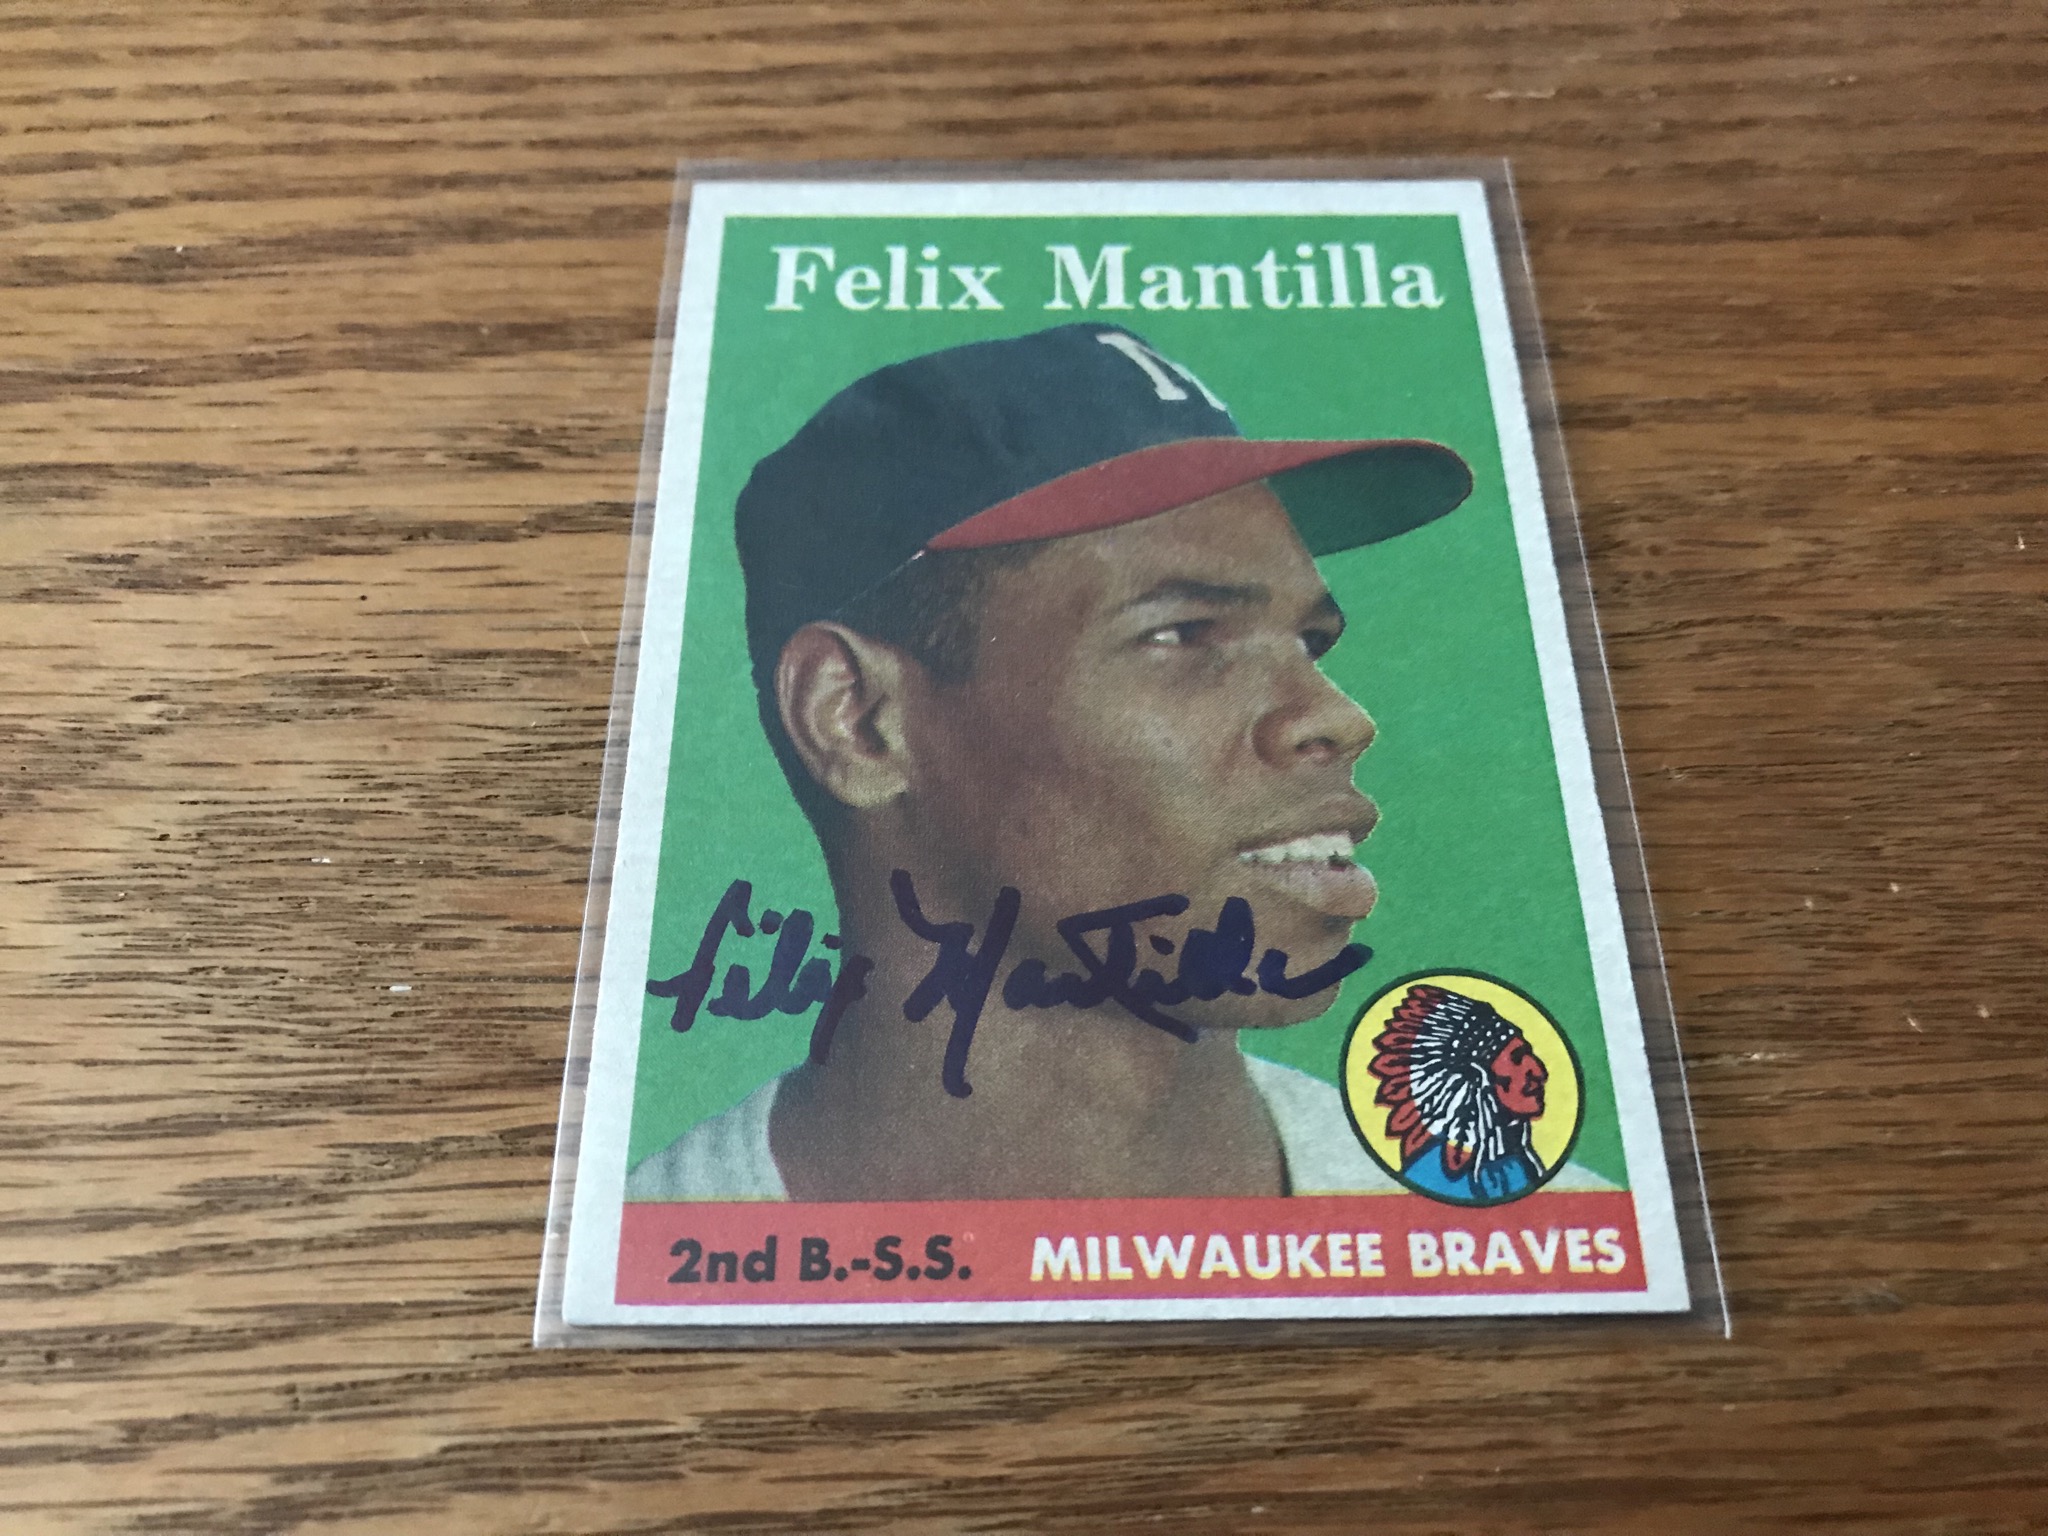 Felix Mantilla
M
Felix Mantilla
2nd B.-S.S. MILWAUKEE BRAVES